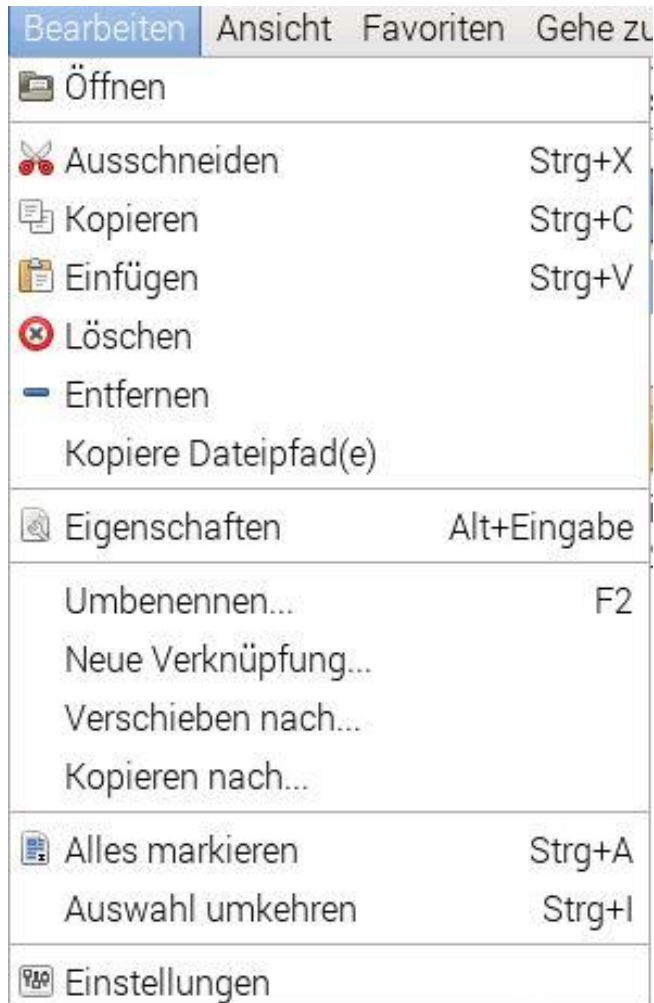 Bearbeiten Ansicht Favoriten Gehe zu
Öffnen
Ausschneiden Strg+X
Kopieren Strg+C
Einfügen Strg+V
Löschen
Entfernen
Kopiere Dateipfad(e)
Eigenschaften Alt+Eingabe
Umbenennen... F2
Neue Verknüpfung...
Verschieben nach...
Kopieren nach...
Alles markieren Strg+A
Auswahl umkehren Strg+I
Einstellungen